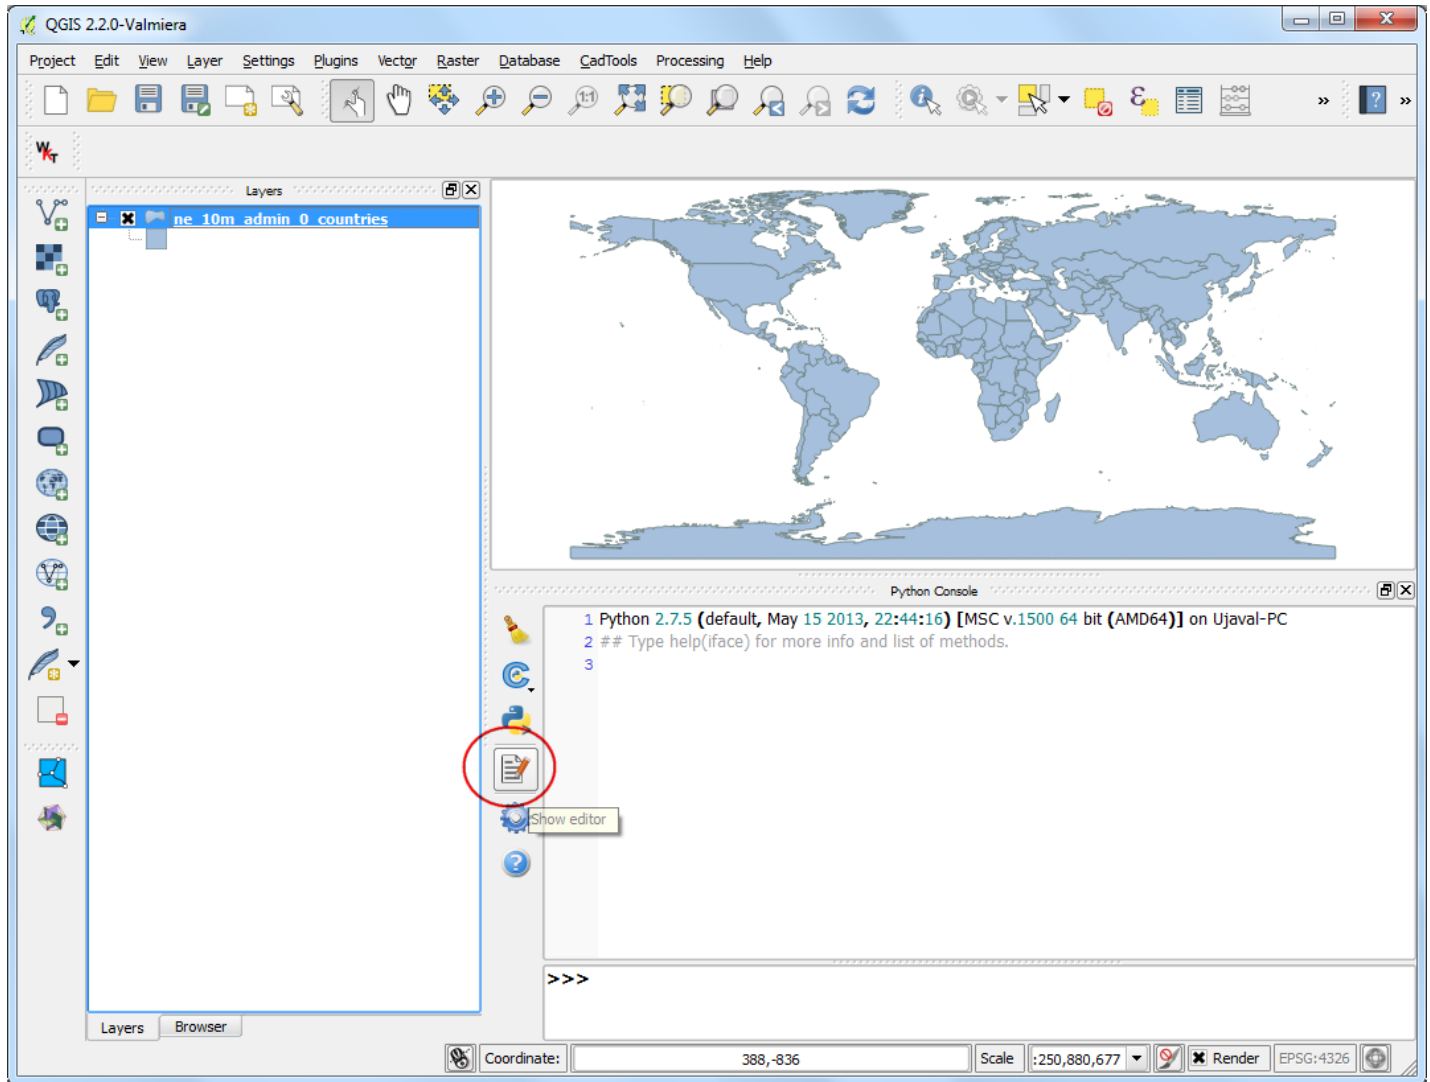 QGIS 2.2.0-Valmiera
Project Edit View Layer Settings Plugins Vector Raster Database CadTools Processing Help
1:1 » ? »
WKT
Layers
ne_10m_admin_0_countries
Python Console
1 Python 2.7.5 (default, May 15 2013, 22:44:16) [MSC v.1500 64 bit (AMD64)] on Ujaval-PC
2 ## Type help(iface) for more info and list of methods.
3
Show editor
?
>>>
Layers Browser
Coordinate: 388,-836 Scale :250,880,677 Render EPSG:4326